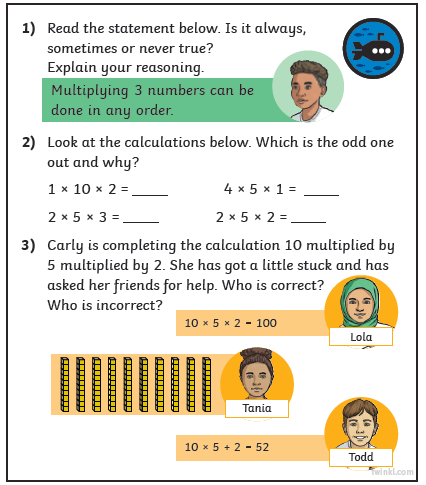 1) Read the statement below. Is it always,
sometimes or never true?
Explain your reasoning.
Multiplying 3 numbers can be
done in any order.
2) Look at the calculations below. Which is the odd one
out and why?
1 × 10 × 2 = ____ 4 × 5 × 1 = ____
2 × 5 × 3 = ____ 2 × 5 × 2 = ____
3) Carly is completing the calculation 10 multiplied by
5 multiplied by 2. She has got a little stuck and has
asked her friends for help. Who is correct?
Who is incorrect?
10 × 5 × 2 = 100
Lola
Tania
10 × 5 + 2 = 52
Todd
twinkl.com